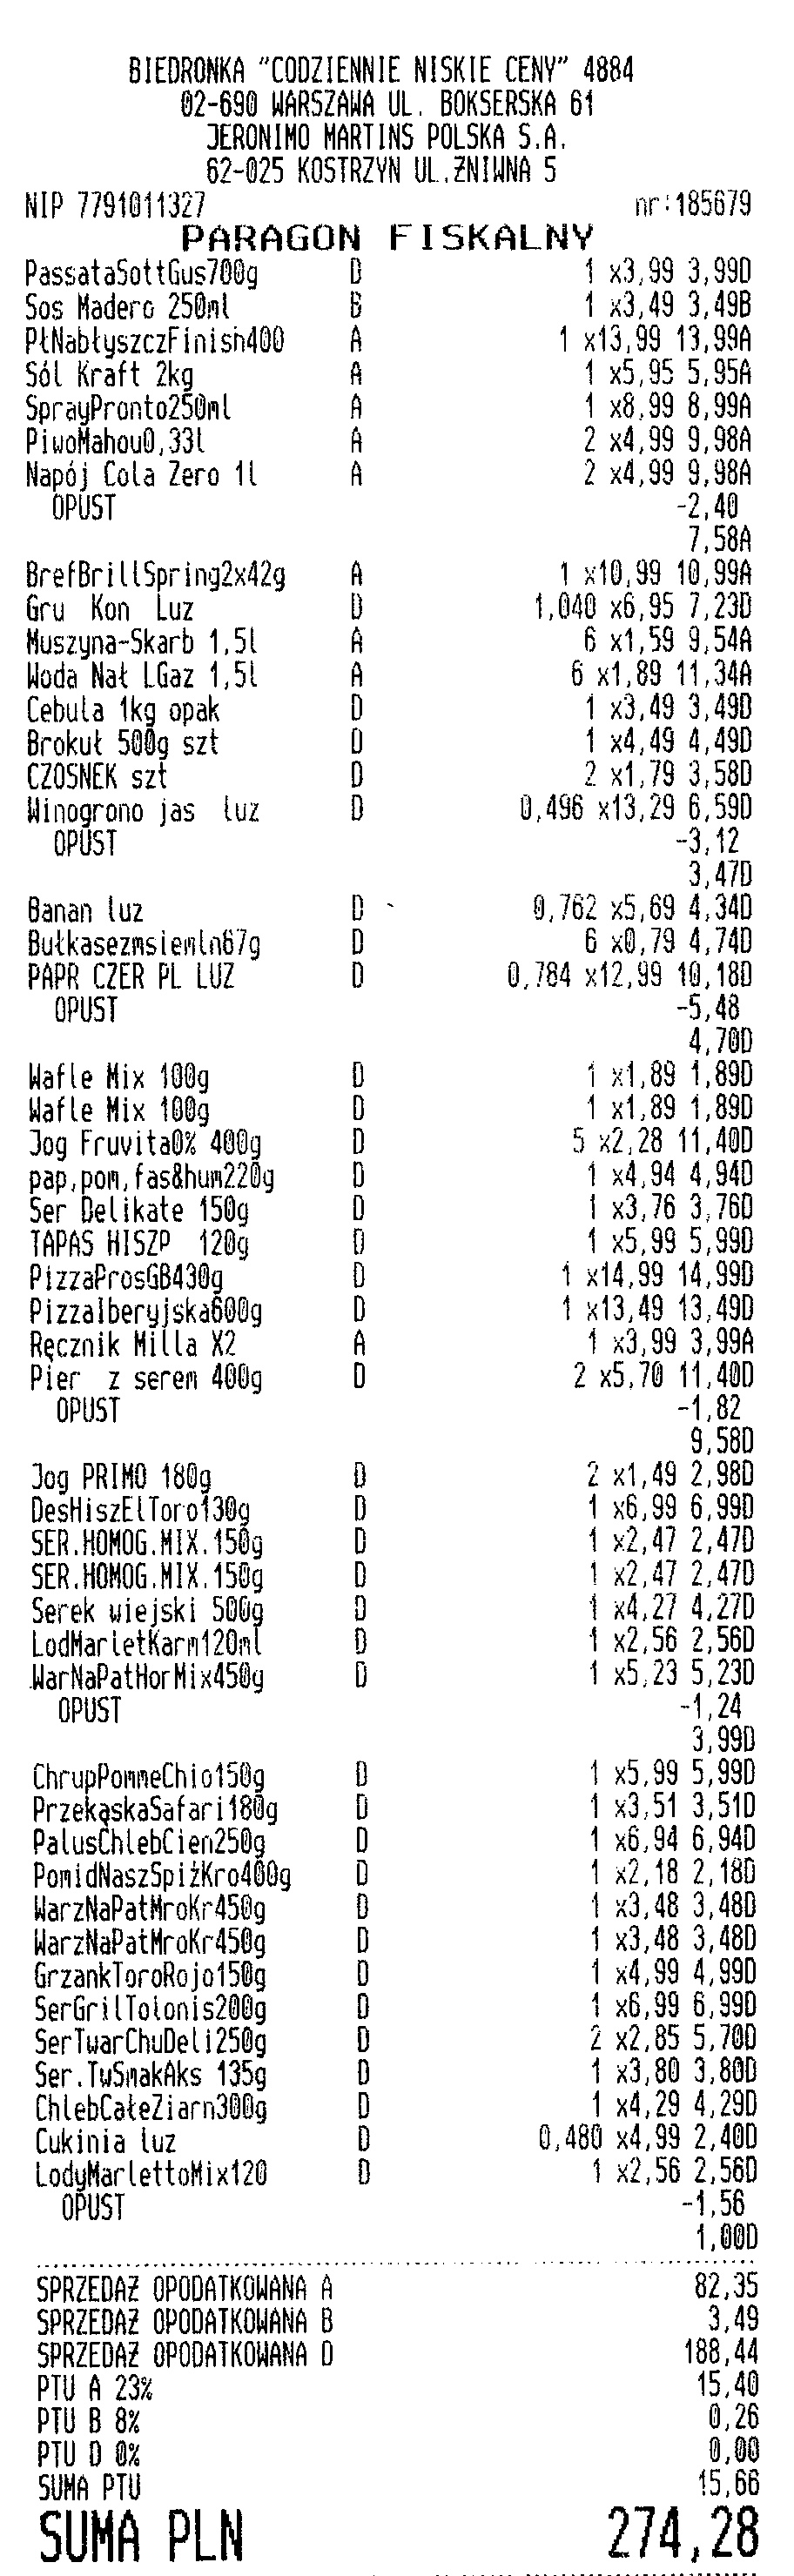 BIEDRONKA "CODZIENNIE NISKIE CENY" 4884
02-690 WARSZAWA UL. BOKSERSKA 61
JERONIMO MARTINS POLSKA S.A.
62-025 KOSTRZYN UL.ŻNIWNA 5
NIP 7791011327 nr:185679
PARAGON FISKALNY
PassataSottGus700g D 1 x3,99 3,99D
Sos Madero 250ml B 1 x3,49 3,49B
PłNabłyszczFinish400 A 1 x13,99 13,99A
Sól Kraft 2kg A 1 x5,95 5,95A
SprayPronto250ml A 1 x8,99 8,99A
PiwoMahou0,33l A 2 x4,99 9,98A
Napój Cola Zero 1l A 2 x4,99 9,98A
OPUST -2,40
7,58A
BrefBrillSpring2x42g A 1 x10,99 10,99A
Gru Kon Luz D 1,040 x6,95 7,23D
Muszyna-Skarb 1,5l A 6 x1,59 9,54A
Woda Nał LGaz 1,5l A 6 x1,89 11,34A
Cebula 1kg opak D 1 x3,49 3,49D
Brokuł 500g szt D 1 x4,49 4,49D
CZOSNEK szt D 2 x1,79 3,58D
Winogrono jas luz D 0,496 x13,29 6,59D
OPUST -3,12
3,47D
Banan luz D 0,762 x5,69 4,34D
Bułkasezmsiemln67g D 6 x0,79 4,74D
PAPR CZER PL LUZ D 0,784 x12,99 10,18D
OPUST -5,48
4,70D
Wafle Mix 100g D 1 x1,89 1,89D
Wafle Mix 100g D 1 x1,89 1,89D
Jog Fruvita0% 400g D 5 x2,28 11,40D
pap,pom,fas&hum220g D 1 x4,94 4,94D
Ser Delikate 150g D 1 x3,76 3,76D
TAPAS HISZP 120g D 1 x5,99 5,99D
PizzaProsGB430g D 1 x14,99 14,99D
PizzaIberyjska600g D 1 x13,49 13,49D
Ręcznik Milla X2 A 1 x3,99 3,99A
Pier z serem 400g D 2 x5,70 11,40D
OPUST -1,82
9,58D
Jog PRIMO 180g D 2 x1,49 2,98D
DesHiszElToro130g D 1 x6,99 6,99D
SER.HOMOG.MIX.150g D 1 x2,47 2,47D
SER.HOMOG.MIX.150g D 1 x2,47 2,47D
Serek wiejski 500g D 1 x4,27 4,27D
LodMarletKarm120ml D 1 x2,56 2,56D
WarNaPatHorMix450g D 1 x5,23 5,23D
OPUST -1,24
3,99D
ChrupPommeChio150g D 1 x5,99 5,99D
PrzekąskaSafari180g D 1 x3,51 3,51D
PalusChlebCien250g D 1 x6,94 6,94D
PomidNaszSpiżKro400g D 1 x2,18 2,18D
WarzNaPatMroKr450g D 1 x3,48 3,48D
WarzNaPatMroKr450g D 1 x3,48 3,48D
GrzankToroRojo150g D 1 x4,99 4,99D
SerGrilTolonis200g D 1 x6,99 6,99D
SerTwarChuDeli250g D 2 x2,85 5,70D
Ser.TwSmakAks 135g D 1 x3,80 3,80D
ChlebCałeZiarn300g D 1 x4,29 4,29D
Cukinia luz D 0,480 x4,99 2,40D
LodyMarlettoMix120 D 1 x2,56 2,56D
OPUST -1,56
1,00D
SPRZEDAŻ OPODATKOWANA A 82,35
SPRZEDAŻ OPODATKOWANA B 3,49
SPRZEDAŻ OPODATKOWANA D 188,44
PTU A 23% 15,40
PTU B 8% 0,26
PTU D 0% 0,00
SUMA PTU 15,66
SUMA PLN 274,28